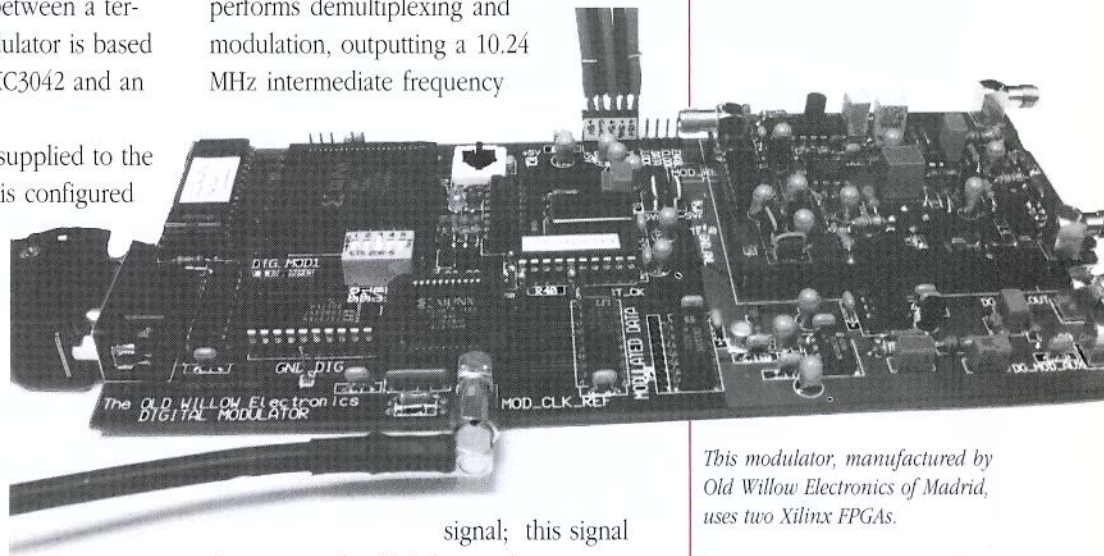 between a ter-
ulator is based
XC3042 and an
supplied to the
is configured
performs demultiplexing and
modulation, outputting a 10.24
MHz intermediate frequency
DIG_MOD1
XILINX
R40
MODULATED DATA
GND_DIG
The OLD WILLOW Electronics
DIGITAL MODULATOR
MOD_CLK_REF
signal; this signal
This modulator, manufactured by
Old Willow Electronics of Madrid,
uses two Xilinx FPGAs.